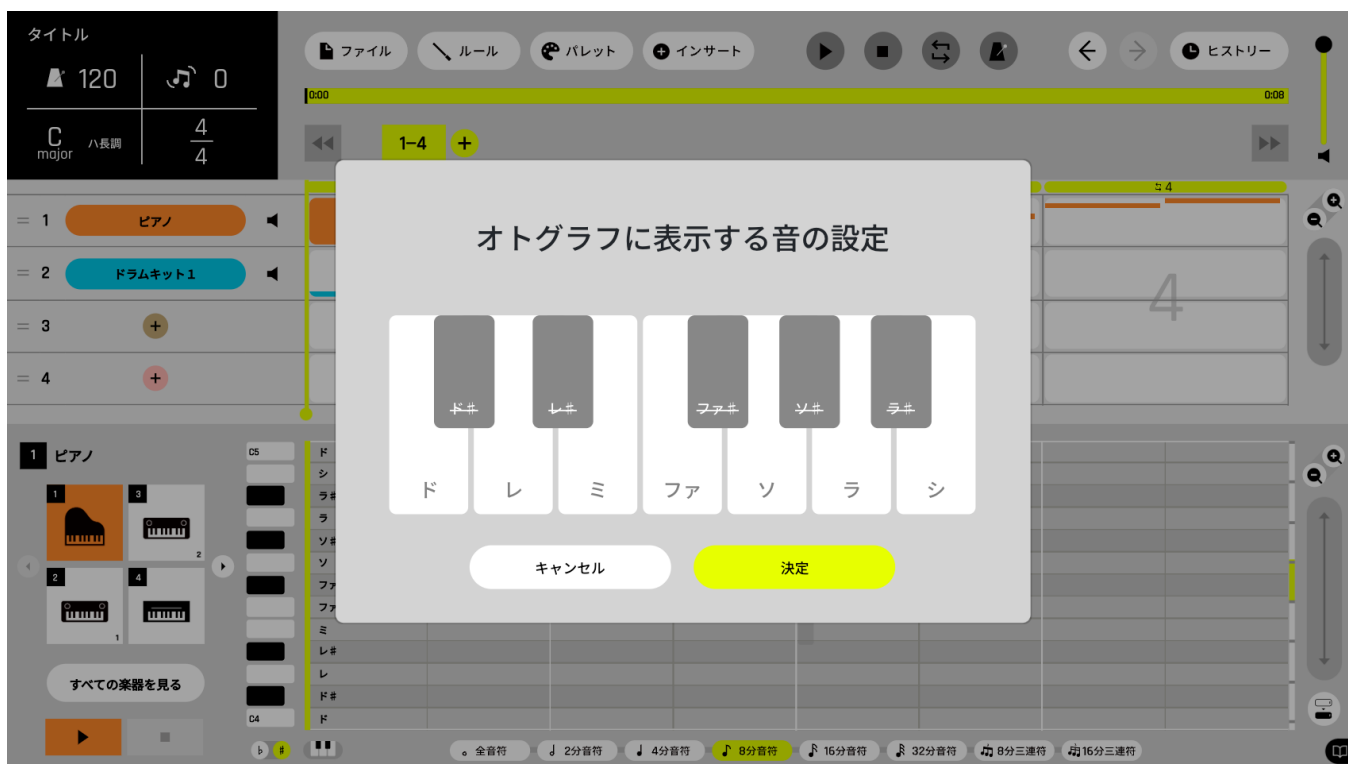 タイトル
120
0
C
major
ハ長調
4
4
ファイル
ルール
パレット
インサート
ヒストリー
0:00
0:08
1-4
+
4
= 1
ピアノ
= 2
ドラムキット1
= 3
+
= 4
+
4
オトグラフに表示する音の設定
ド♯
レ♯
ファ♯
ソ♯
ラ♯
ド
レ
ミ
ファ
ソ
ラ
シ
キャンセル
決定
1
ピアノ
1
3
2
2
4
1
すべての楽器を見る
C5
C4
ド
シ
ラ♯
ラ
ソ♯
ソ
ファ
ファ
ミ
レ♯
レ
ド♯
ド
♭
♯
全音符
2分音符
4分音符
8分音符
16分音符
32分音符
8分三連符
16分三連符